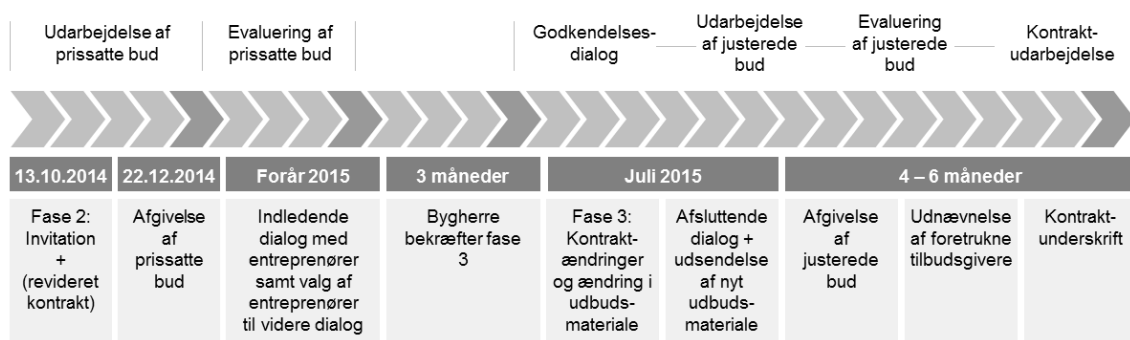 Udarbejdelse af
prissatte bud
Evaluering af
prissatte bud
Godkendelses-
dialog
Udarbejdelse
af justerede
bud
Evaluering
af justerede
bud
Kontrakt-
udarbejdelse
13.10.2014
22.12.2014
Forår 2015
3 måneder
Juli 2015
4 – 6 måneder
Fase 2:
Invitation
+
(revideret
kontrakt)
Afgivelse
af
prissatte
bud
Indledende
dialog med
entreprenører
samt valg af
entreprenører
til videre dialog
Bygherre
bekræfter fase
3
Fase 3:
Kontrakt-
ændringer
og ændring i
udbuds-
materiale
Afsluttende
dialog +
udsendelse
af nyt
udbuds-
materiale
Afgivelse
af
justerede
bud
Udnævnelse
af foretrukne
tilbudsgivere
Kontrakt-
underskrift